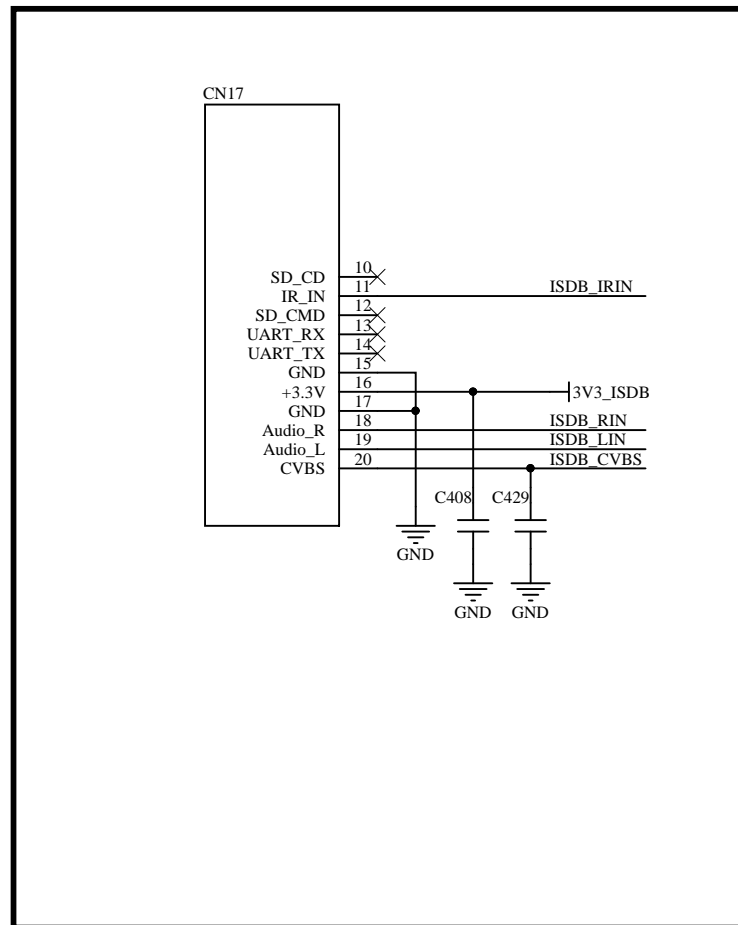 CN17
SD_CD 10
IR_IN 11 ISDB_IRIN
SD_CMD 12
UART_RX 13
UART_TX 14
GND 15
+3.3V 16 3V3_ISDB
GND 17
Audio_R 18 ISDB_RIN
Audio_L 19 ISDB_LIN
CVBS 20 ISDB_CVBS
C408 C429
GND
GND GND